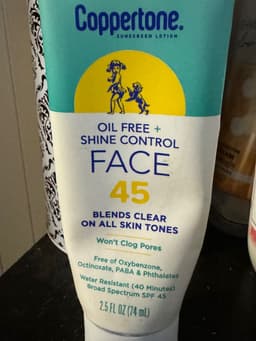 Coppertone.
SUNSCREEN LOTION
OIL FREE +
SHINE CONTROL
FACE
45
BLENDS CLEAR
ON ALL SKIN TONES
Won't Clog Pores
Free of Oxybenzone,
Octinoxate, PABA & Phthalates
Water Resistant (40 Minutes)
Broad Spectrum SPF 45
2.5 FL OZ (74 mL)